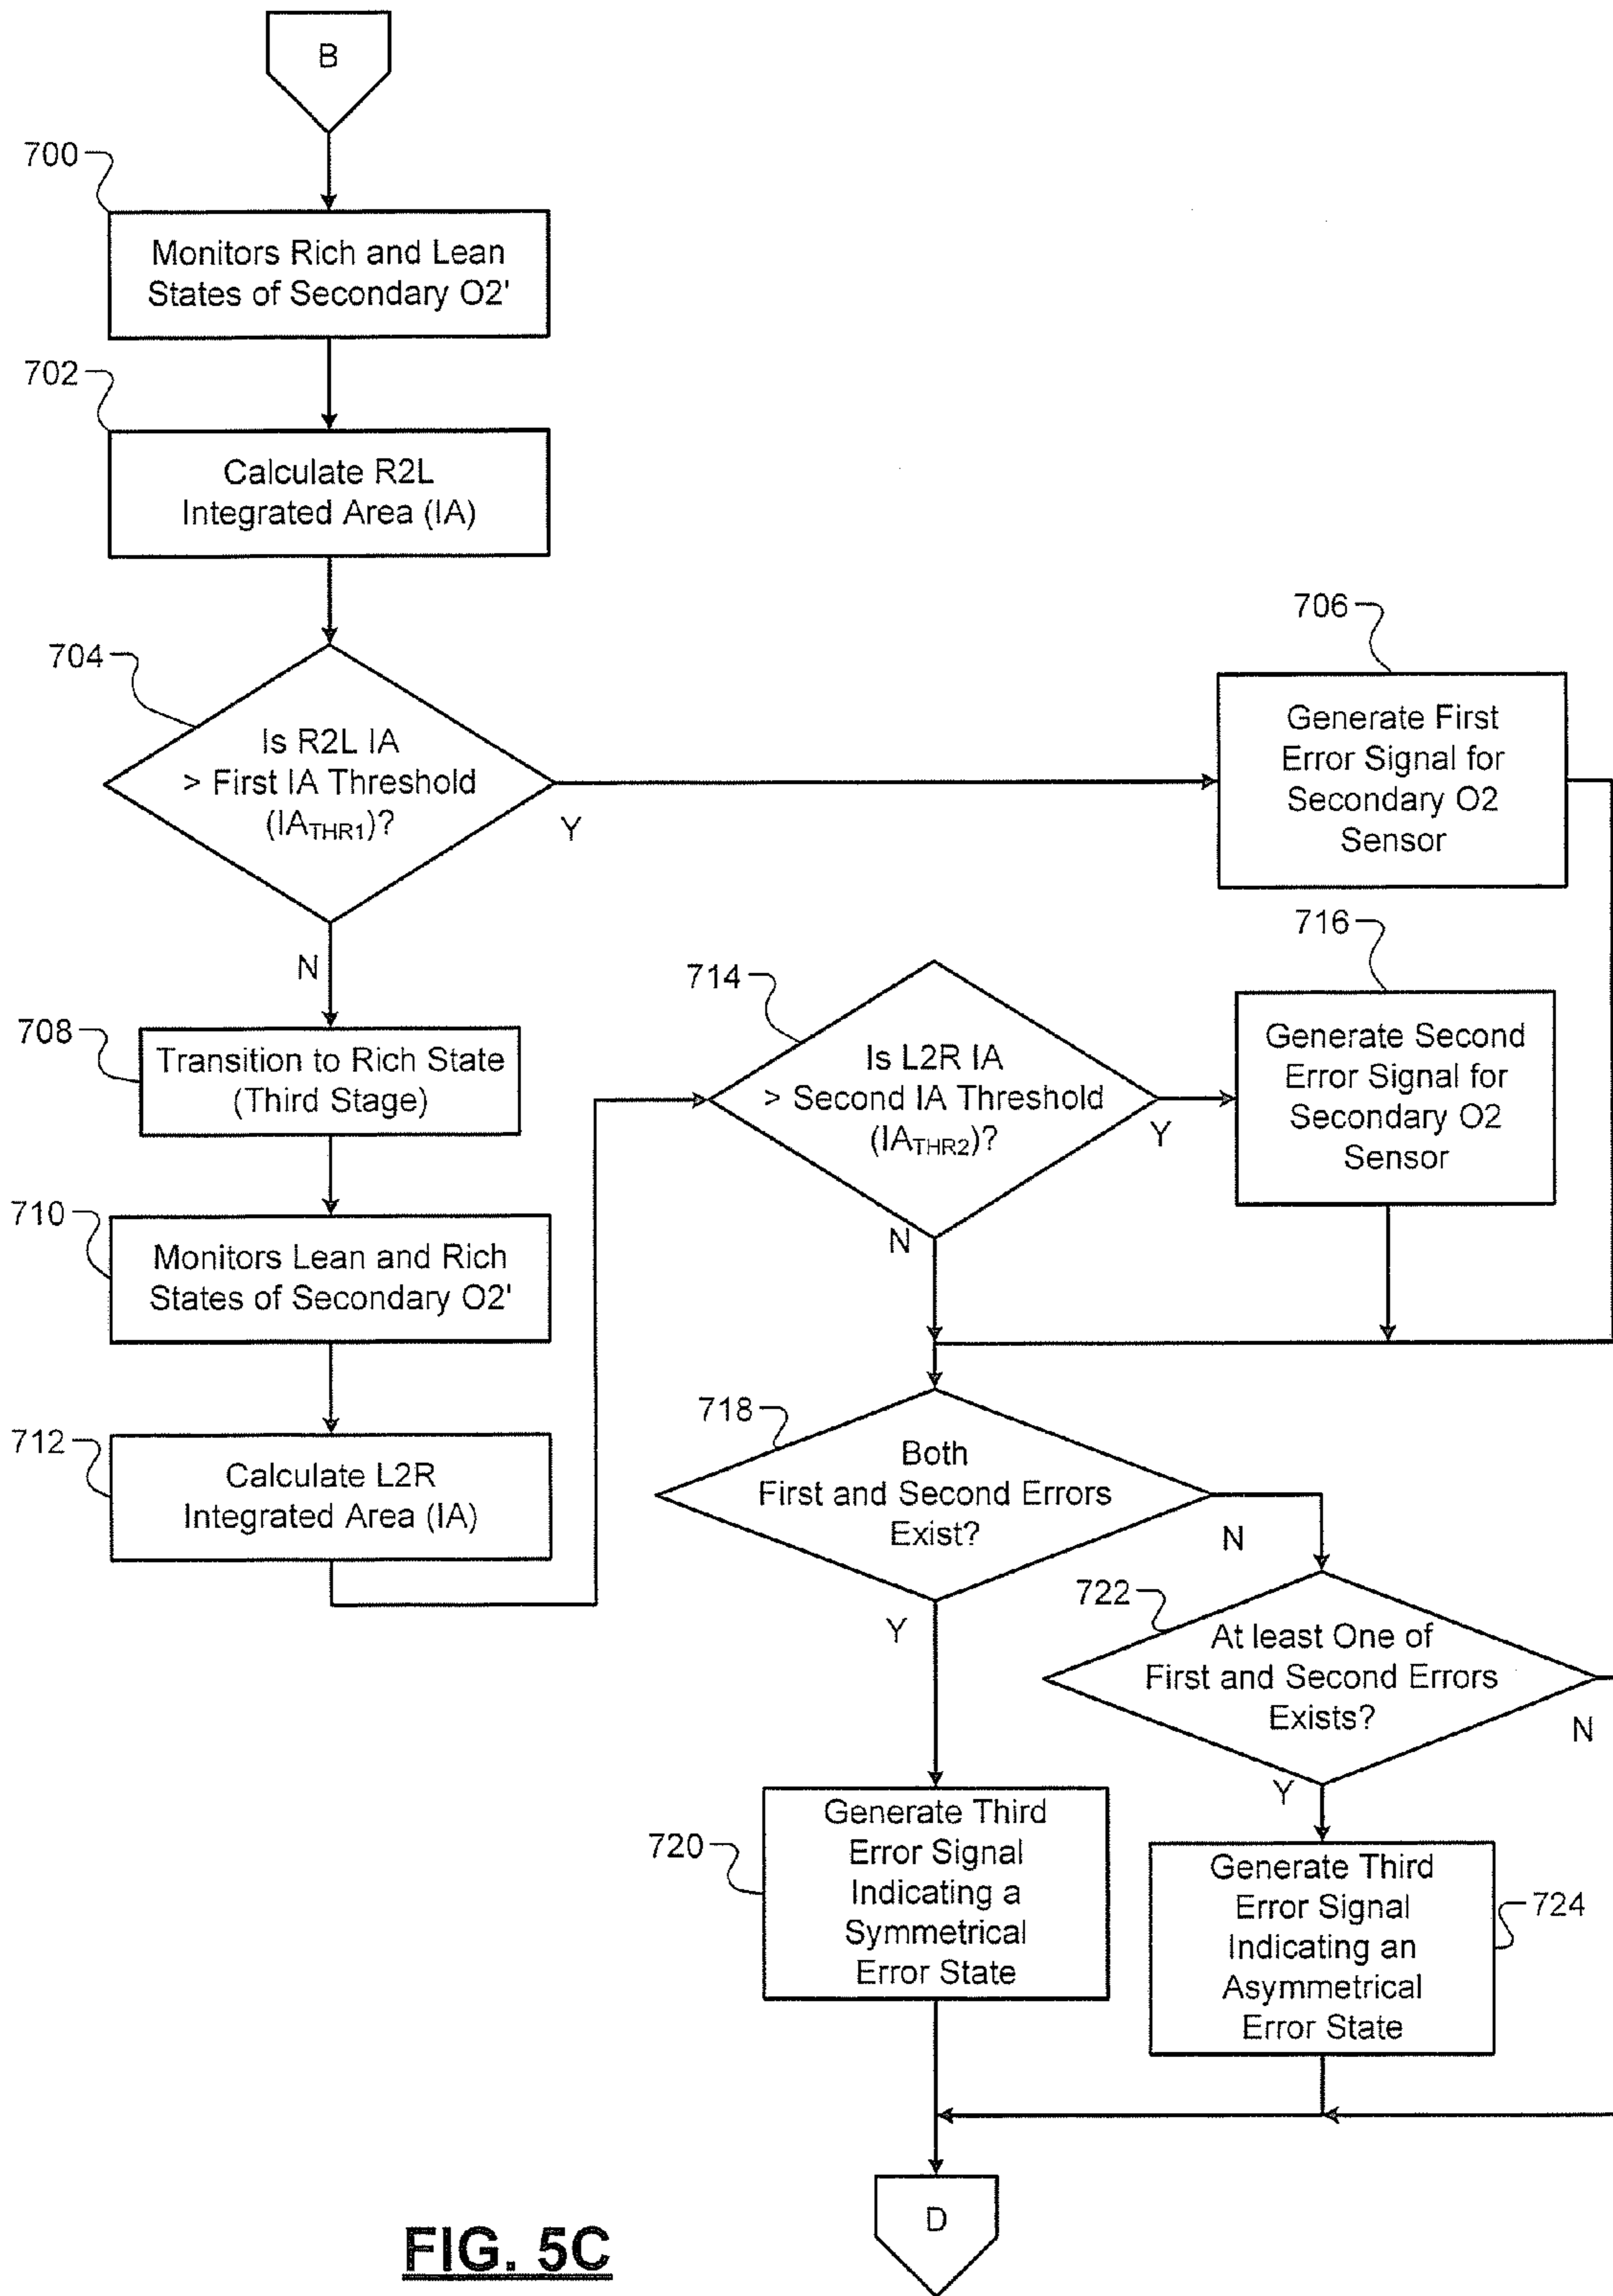 B
700
Monitors Rich and Lean
States of Secondary O2'
702
Calculate R2L
Integrated Area (IA)
704
Is R2L IA
> First IA Threshold
(IATHR1)?
Y
N
706
Generate First
Error Signal for
Secondary O2
Sensor
708
Transition to Rich State
(Third Stage)
710
Monitors Lean and Rich
States of Secondary O2'
712
Calculate L2R
Integrated Area (IA)
714
Is L2R IA
> Second IA Threshold
(IATHR2)?
Y
N
716
Generate Second
Error Signal for
Secondary O2
Sensor
718
Both
First and Second Errors
Exist?
N
Y
722
At least One of
First and Second Errors
Exists?
N
Y
720
Generate Third
Error Signal
Indicating a
Symmetrical
Error State
724
Generate Third
Error Signal
Indicating an
Asymmetrical
Error State
D
FIG. 5C